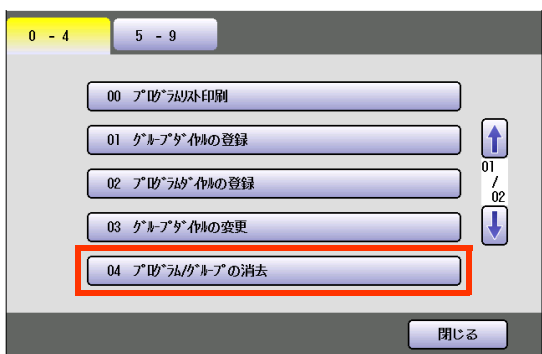 0 - 4
5 - 9
00 ﾌﾟﾛｸﾞﾗﾑﾘｽﾄ印刷
01 ｸﾞﾙｰﾌﾟﾀﾞｲﾔﾙの登録
02 ﾌﾟﾛｸﾞﾗﾑﾀﾞｲﾔﾙの登録
03 ｸﾞﾙｰﾌﾟﾀﾞｲﾔﾙの変更
04 ﾌﾟﾛｸﾞﾗﾑ/ｸﾞﾙｰﾌﾟの消去
01
/
02
閉じる